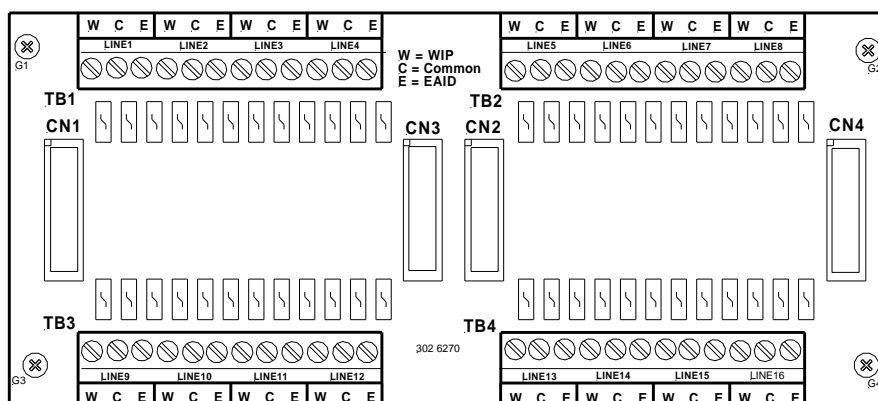 W C E W C E W C E W C E W C E W C E W C E W C E
LINE1 LINE2 LINE3 LINE4 LINE5 LINE6 LINE7 LINE8
G1 G2
W = WIP
C = Common
E = EAID
TB1 TB2
CN1 CN3 CN2 CN4
TB3 TB4
302 6270
G3 G4
LINE9 LINE10 LINE11 LINE12 LINE13 LINE14 LINE15 LINE16
W C E W C E W C E W C E W C E W C E W C E W C E